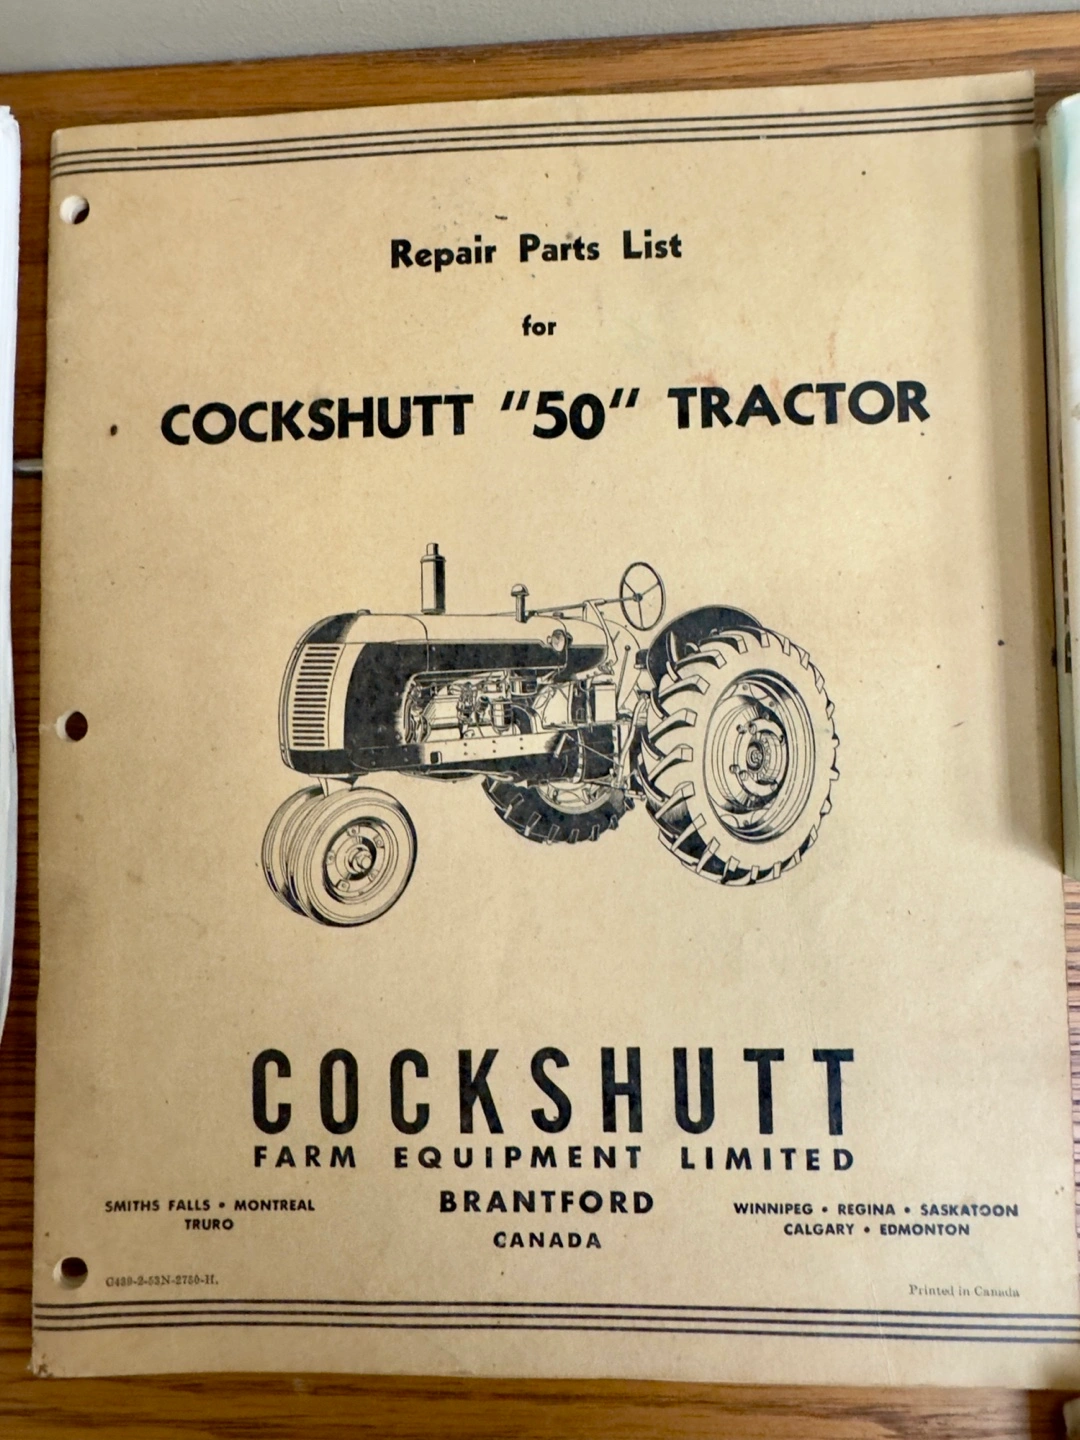 Repair Parts List
for
COCKSHUTT "50" TRACTOR
COCKSHUTT
FARM EQUIPMENT LIMITED
SMITHS FALLS • MONTREAL
TRURO
BRANTFORD
CANADA
WINNIPEG • REGINA • SASKATOON
CALGARY • EDMONTON
Printed in Canada